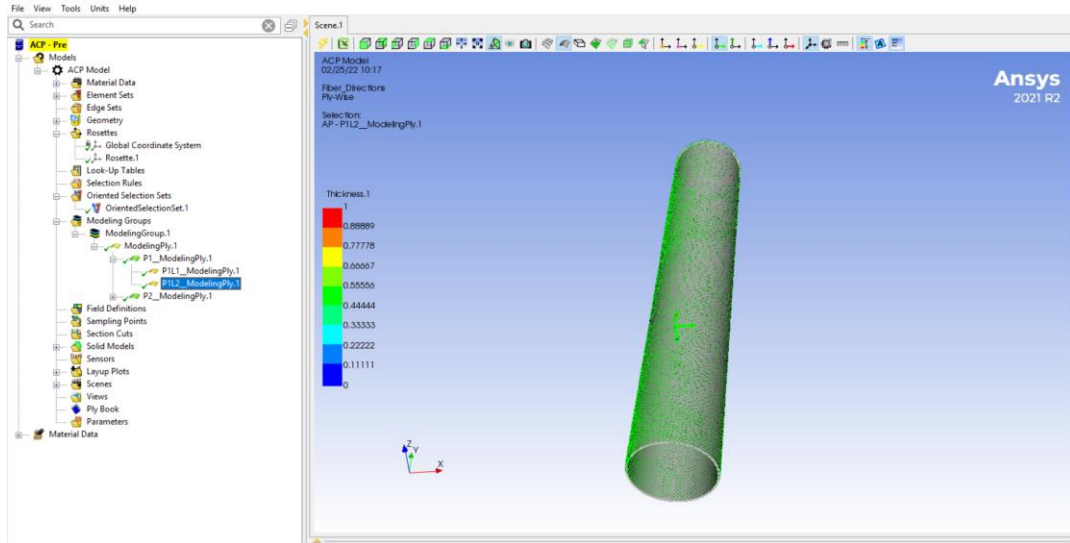 File View Tools Units Help
Search
Scene.1
ACP - Pre
Models
ACP Model
Material Data
Element Sets
Edge Sets
Geometry
Rosettes
Global Coordinate System
Rosette.1
Look-Up Tables
Selection Rules
Oriented Selection Sets
OrientedSelectionSet.1
Modeling Groups
ModelingGroup.1
ModelingPly.1
P1__ModelingPly.1
P1L1__ModelingPly.1
P1L2__ModelingPly.1
P2__ModelingPly.1
Field Definitions
Sampling Points
Section Cuts
Solid Models
Sensors
Layup Plots
Scenes
Views
Ply Book
Parameters
Material Data
ACP Model
02/25/22 10:17
Fiber_Directions
Ply-Wise
Selection:
AP - P1L2__ModelingPly.1
Ansys
2021 R2
Thickness.1
1
0.88889
0.77778
0.66667
0.55556
0.44444
0.33333
0.22222
0.11111
0
Z
Y
X